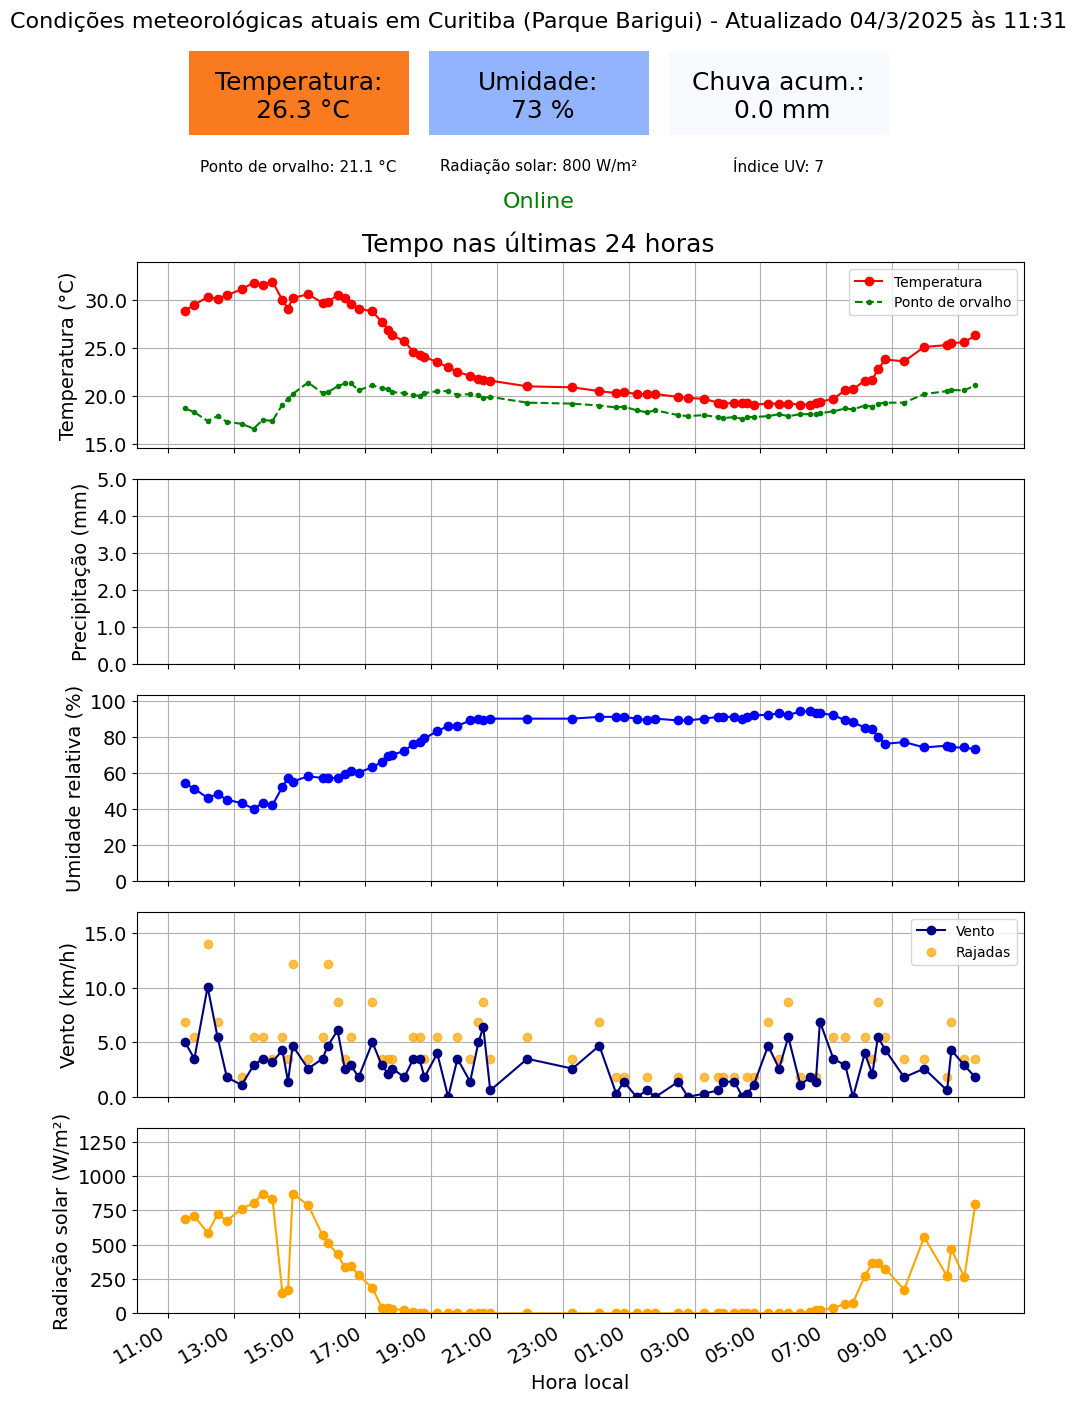 Condições meteorológicas atuais em Curitiba (Parque Barigui) - Atualizado 04/3/2025 às 11:31
Temperatura:
26.3 °C
Umidade:
73 %
Chuva acum.:
0.0 mm
Ponto de orvalho: 21.1 °C
Radiação solar: 800 W/m²
Índice UV: 7
Online
Tempo nas últimas 24 horas
Temperatura (°C)
30.0
25.0
20.0
15.0
Temperatura
Ponto de orvalho
Precipitação (mm)
5.0
4.0
3.0
2.0
1.0
0.0
Umidade relativa (%)
100
80
60
40
20
0
Vento (km/h)
15.0
10.0
5.0
0.0
Vento
Rajadas
Radiação solar (W/m²)
1250
1000
750
500
250
0
11:00
13:00
15:00
17:00
19:00
21:00
23:00
01:00
03:00
05:00
07:00
09:00
11:00
Hora local